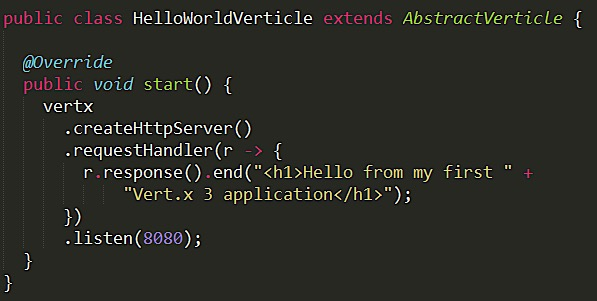 public class HelloWorldVerticle extends AbstractVerticle {
@Override
public void start() {
vertx
.createHttpServer()
.requestHandler(r -> {
r.response().end("<h1>Hello from my first " +
"Vert.x 3 application</h1>");
})
.listen(8080);
}
}